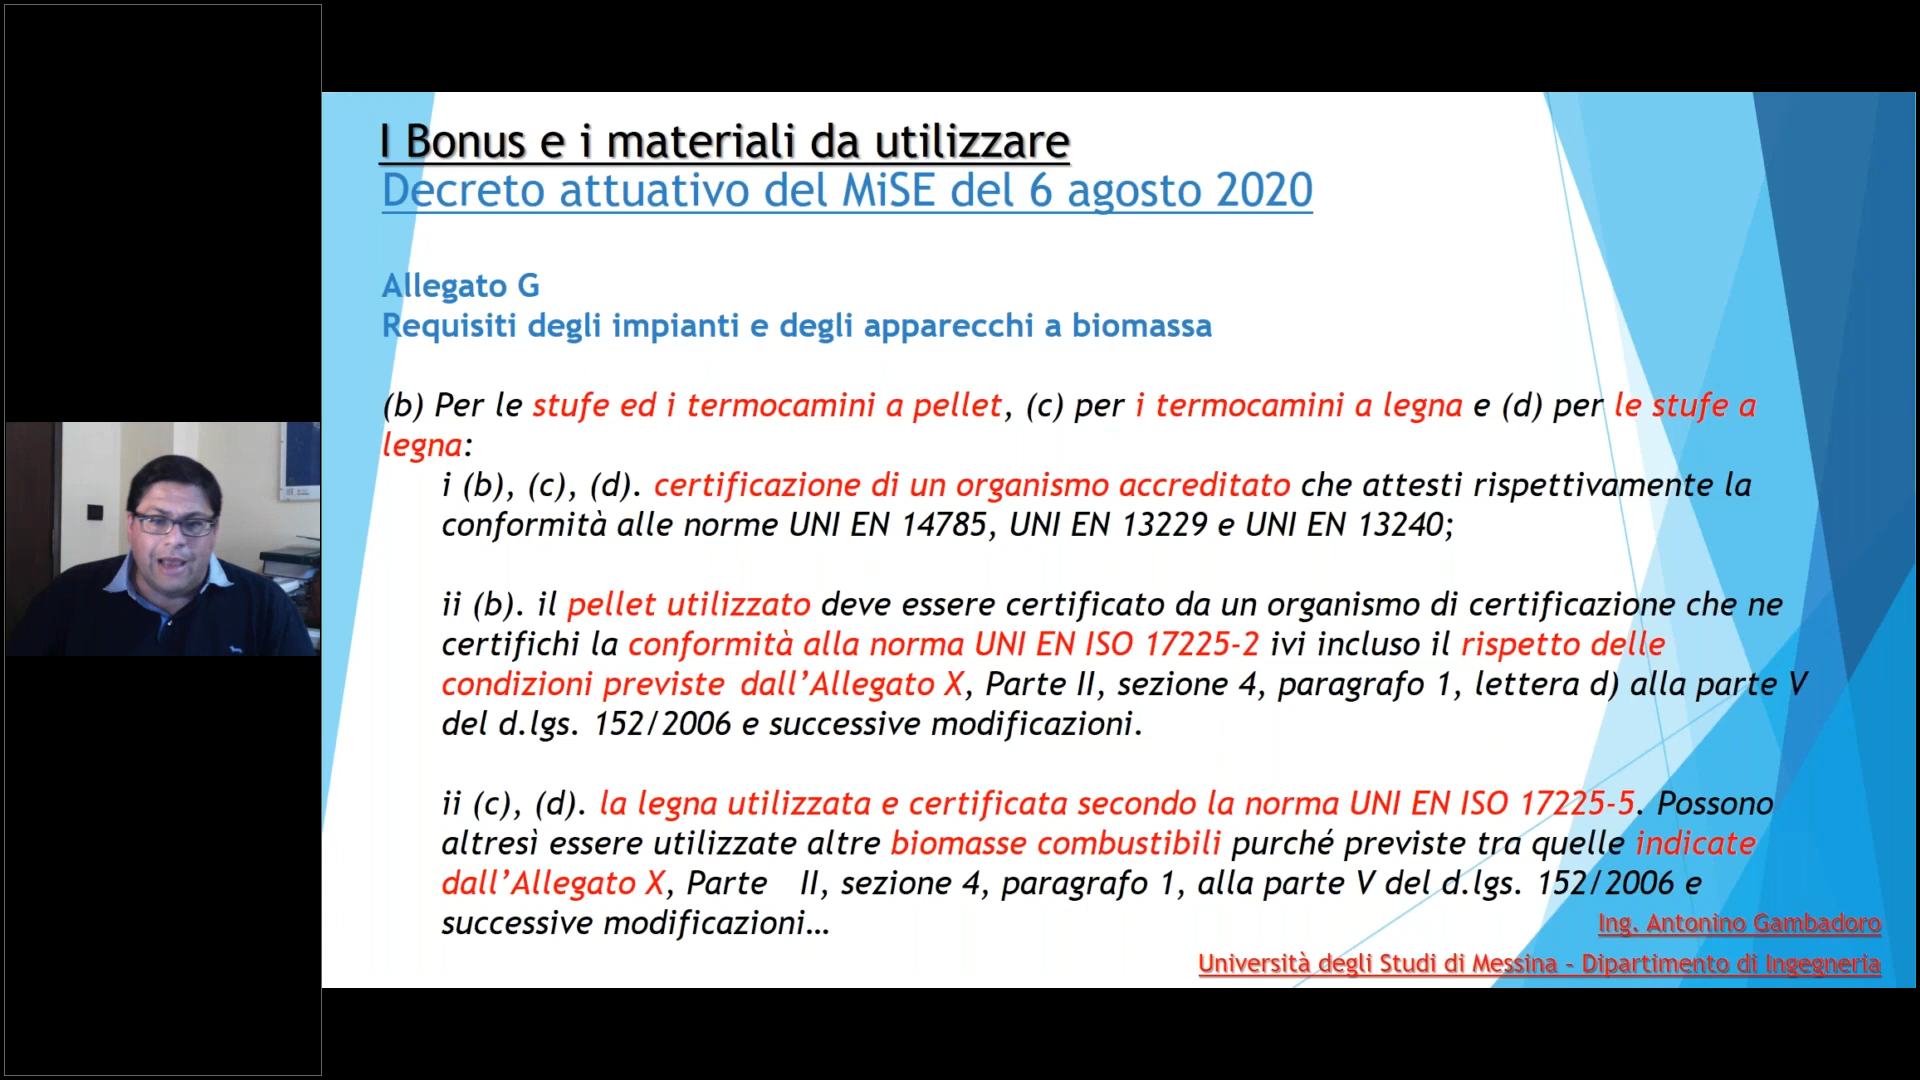 I Bonus e i materiali da utilizzare
Decreto attuativo del MiSE del 6 agosto 2020
Allegato G
Requisiti degli impianti e degli apparecchi a biomassa
(b) Per le stufe ed i termocamini a pellet, (c) per i termocamini a legna e (d) per le stufe a
legna:
i (b), (c), (d). certificazione di un organismo accreditato che attesti rispettivamente la
conformità alle norme UNI EN 14785, UNI EN 13229 e UNI EN 13240;
ii (b). il pellet utilizzato deve essere certificato da un organismo di certificazione che ne
certifichi la conformità alla norma UNI EN ISO 17225-2 ivi incluso il rispetto delle
condizioni previste dall’Allegato X, Parte II, sezione 4, paragrafo 1, lettera d) alla parte V
del d.lgs. 152/2006 e successive modificazioni.
ii (c), (d). la legna utilizzata e certificata secondo la norma UNI EN ISO 17225-5. Possono
altresì essere utilizzate altre biomasse combustibili purché previste tra quelle indicate
dall’Allegato X, Parte II, sezione 4, paragrafo 1, alla parte V del d.lgs. 152/2006 e
successive modificazioni…
Ing. Antonino Gambadoro
Università degli Studi di Messina – Dipartimento di Ingegneria